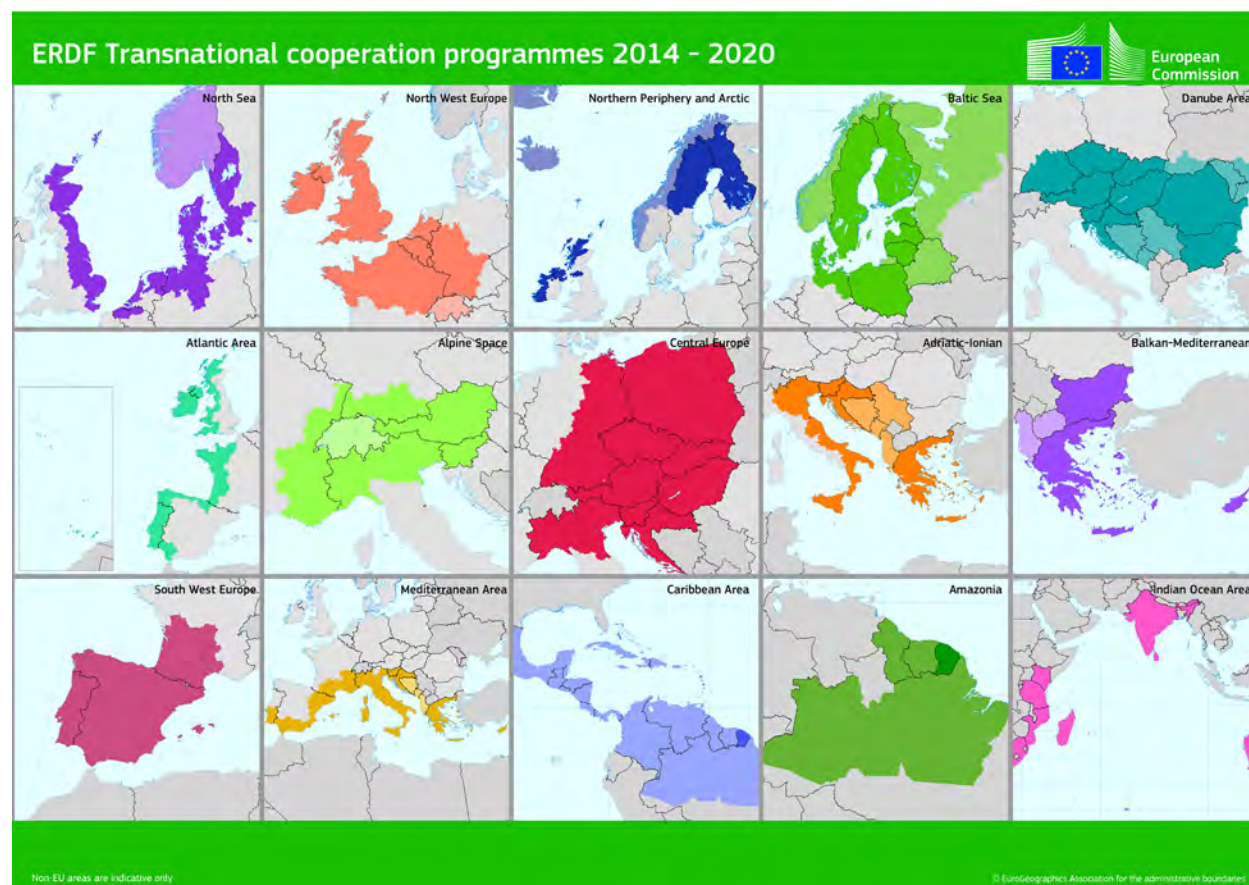 ERDF Transnational cooperation programmes 2014 - 2020
European
Commission
North Sea
North West Europe
Northern Periphery and Arctic
Baltic Sea
Danube Area
Atlantic Area
Alpine Space
Central Europe
Adriatic-Ionian
Balkan-Mediterranean
South West Europe
Mediterranean Area
Caribbean Area
Amazonia
Indian Ocean Area
Non-EU areas are indicative only
© EuroGeographics Association for the administrative boundaries